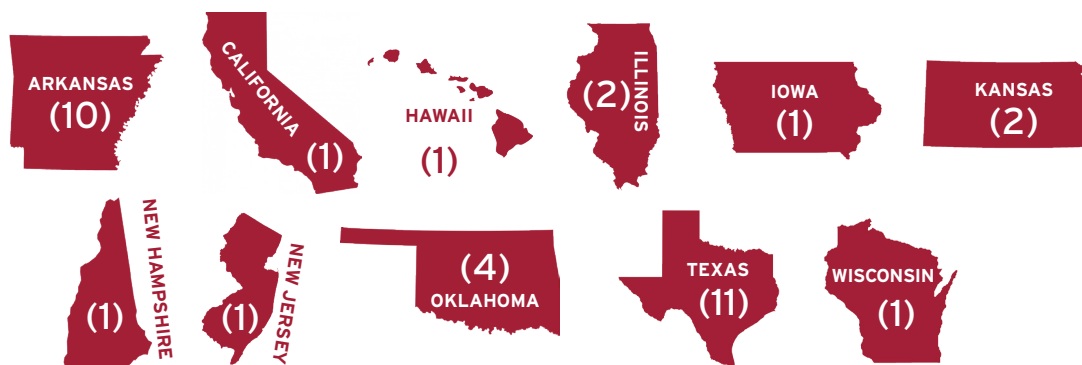 ARKANSAS
(10)
CALIFORNIA
(1)
HAWAII
(1)
ILLINOIS
(2)
IOWA
(1)
KANSAS
(2)
NEW HAMPSHIRE
(1)
NEW JERSEY
(1)
(4)
OKLAHOMA
TEXAS
(11)
WISCONSIN
(1)